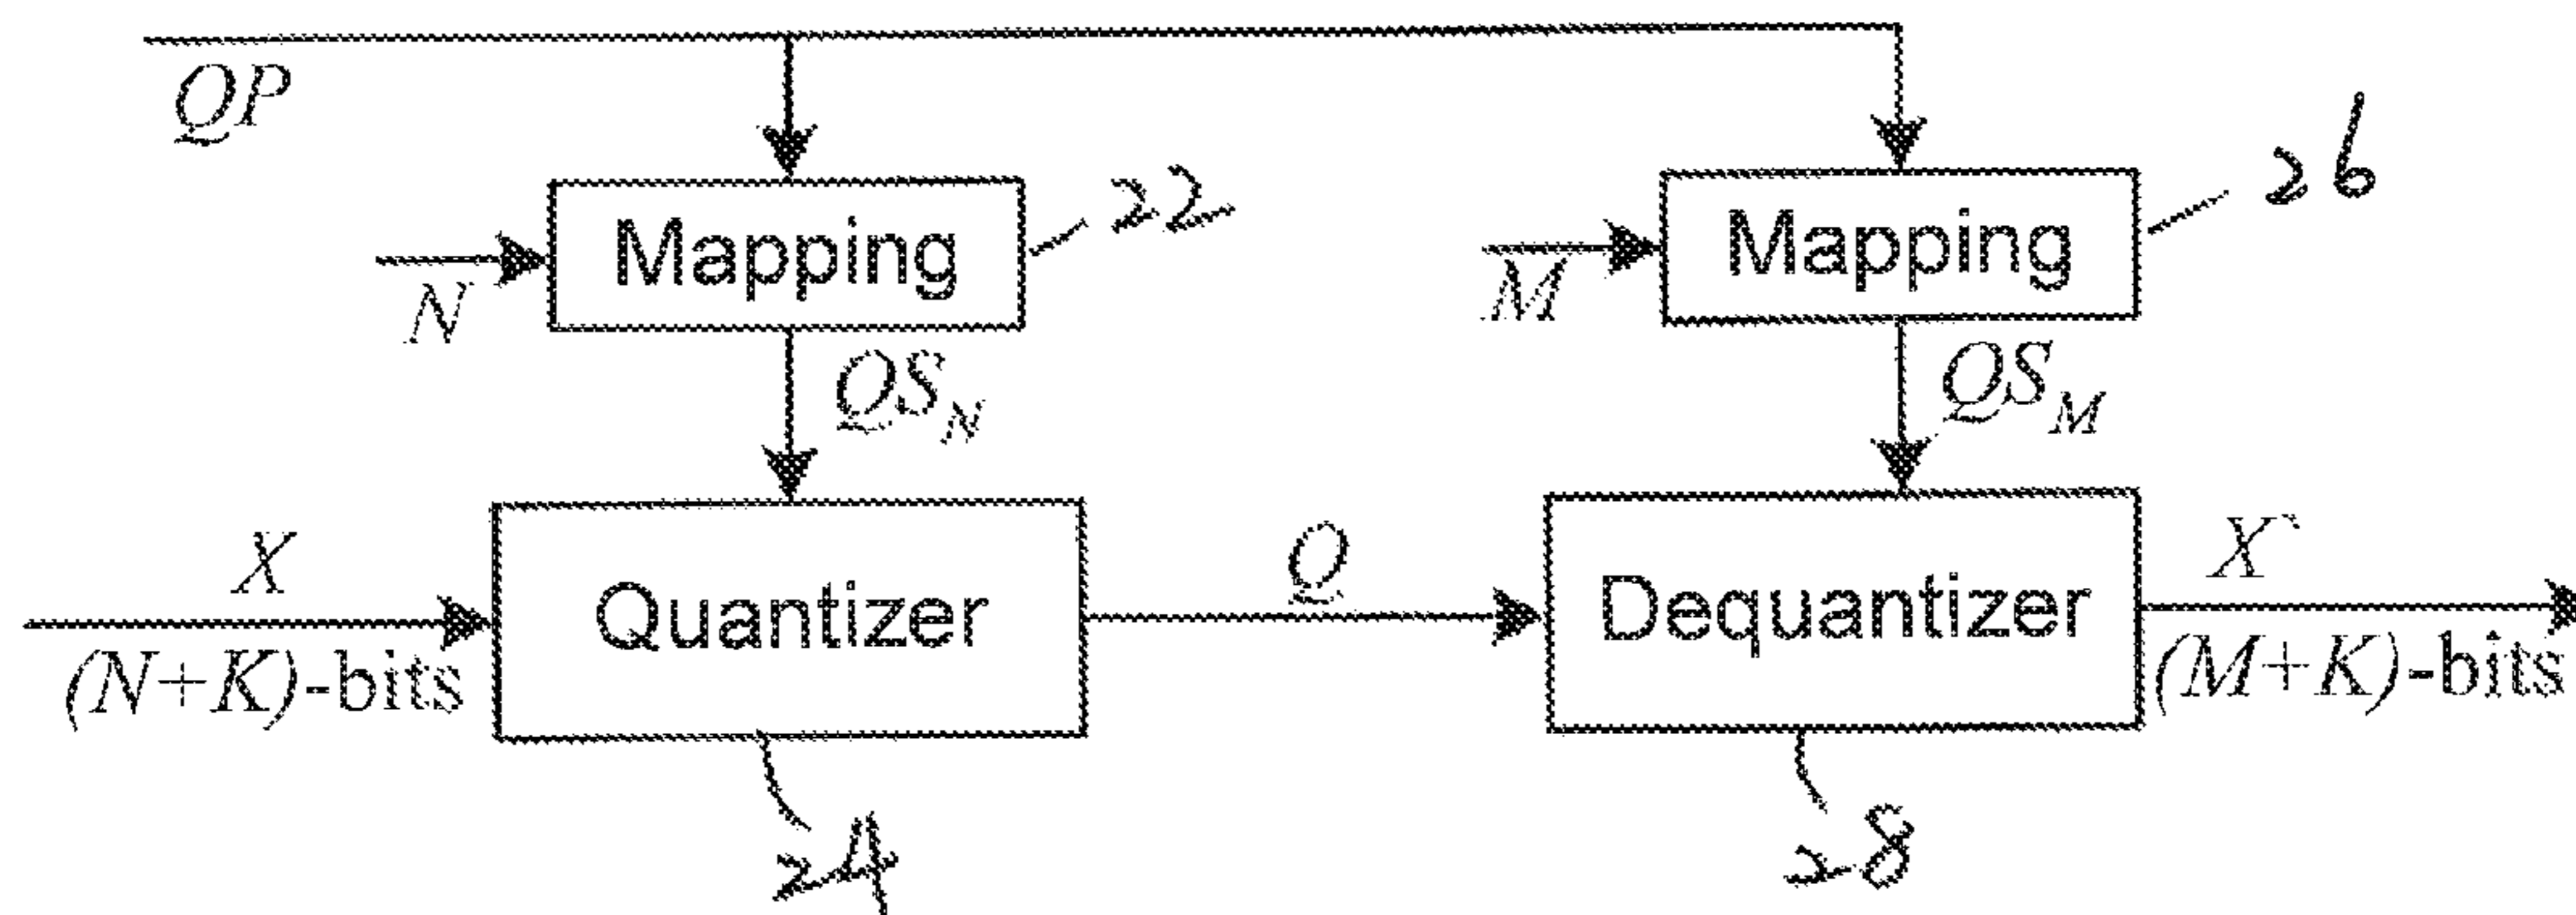 QP
Mapping
22
Mapping
26
N
M
QS_N
QS_M
X
Quantizer
Q
Dequantizer
X`
(N+K)-bits
(M+K)-bits
24
28